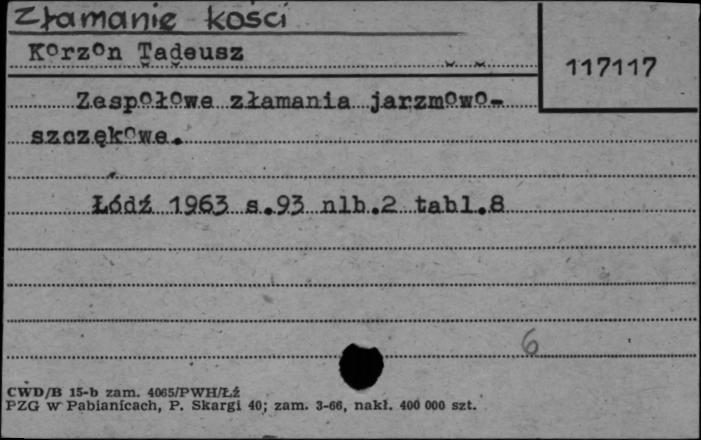 Złamanie kości
Korzon Tadeusz
117117
Zespołowe złamania jarzmowo-
szczękowe.
Łódź 1963 s.93 nlb.2 tabl.8
6
CWD/B 15-b zam. 4065/PWH/Łź
PZG w Pabianicach, P. Skargi 40; zam. 3-66, nakł. 400 000 szt.